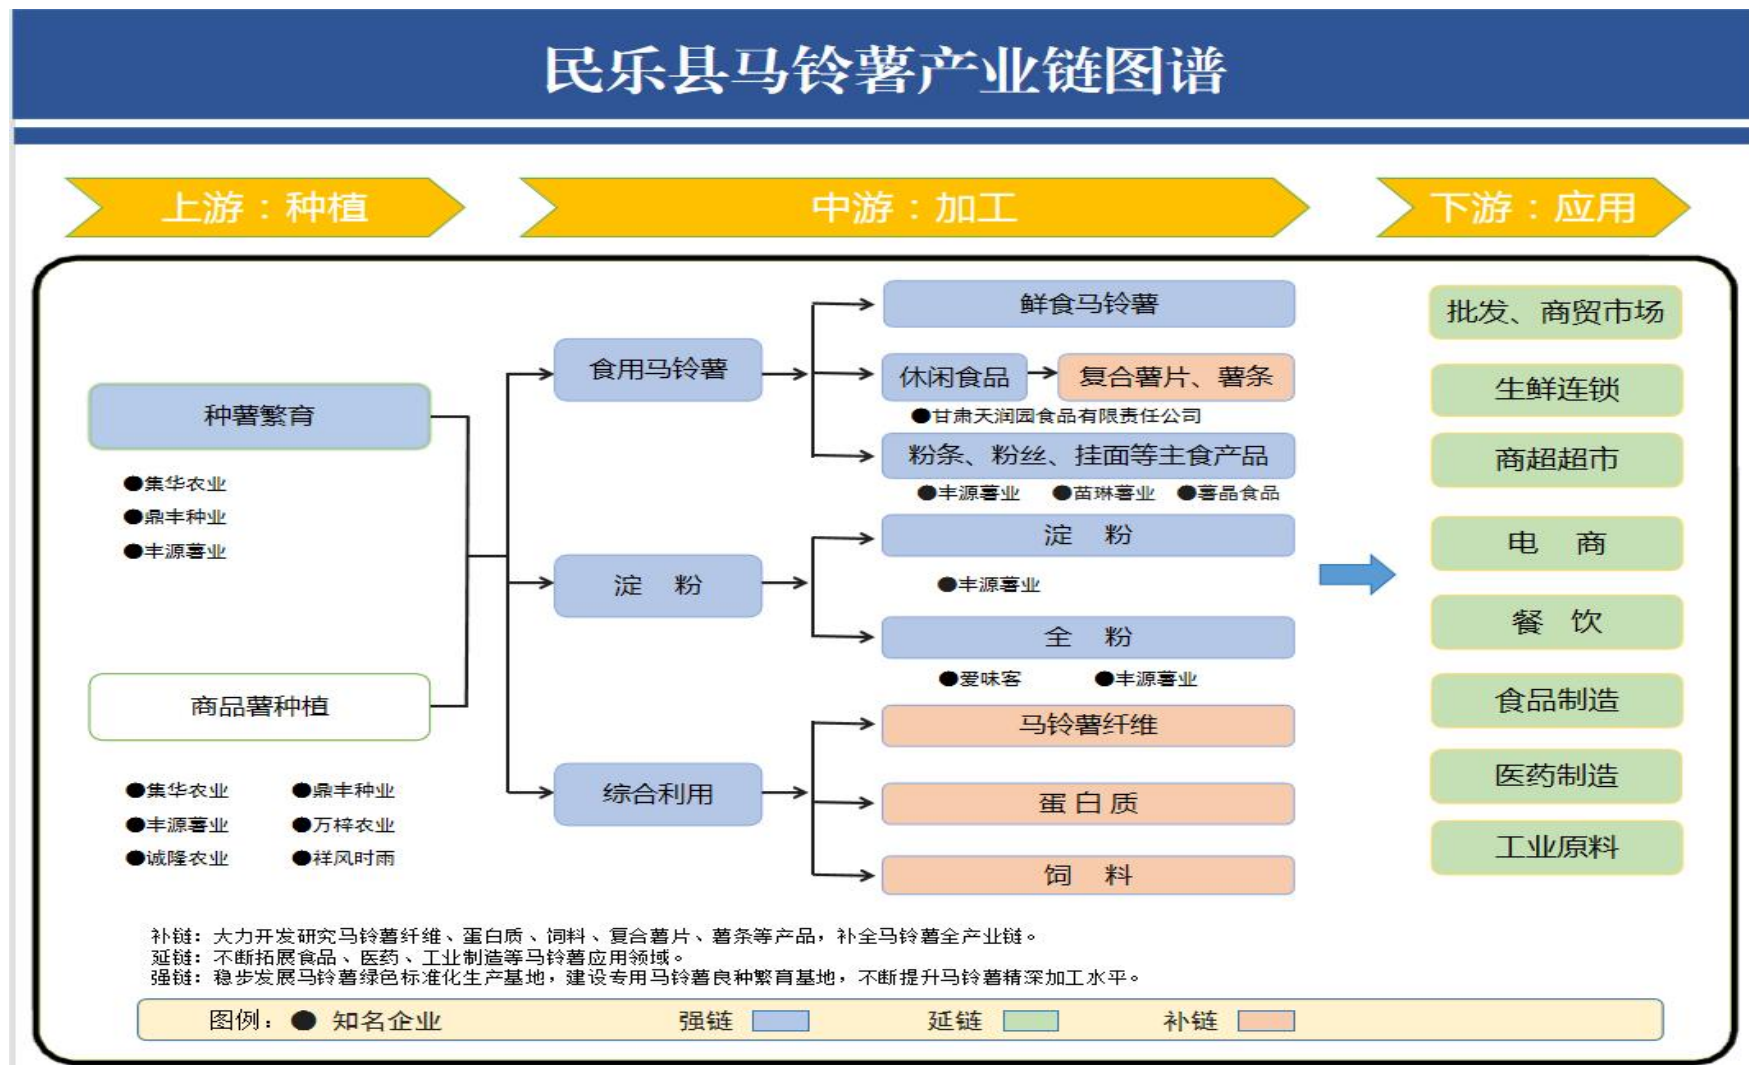 民乐县马铃薯产业链图谱
上游：种植
中游：加工
下游：应用
种薯繁育
●集华农业
●鼎丰种业
●丰源薯业
商品薯种植
●集华农业 ●鼎丰种业
●丰源薯业 ●万梓农业
●诚隆农业 ●祥风时雨
食用马铃薯
淀 粉
综合利用
鲜食马铃薯
休闲食品 复合薯片、薯条
●甘肃天润园食品有限责任公司
粉条、粉丝、挂面等主食产品
●丰源薯业 ●苗琳薯业 ●薯晶食品
淀 粉
●丰源薯业
全 粉
●爱味客 ●丰源薯业
马铃薯纤维
蛋 白 质
饲 料
批发、商贸市场
生鲜连锁
商超超市
电 商
餐 饮
食品制造
医药制造
工业原料
补链：大力开发研究马铃薯纤维、蛋白质、饲料、复合薯片、薯条等产品，补全马铃薯全产业链。
延链：不断拓展食品、医药、工业制造等马铃薯应用领域。
强链：稳步发展马铃薯绿色标准化生产基地，建设专用马铃薯良种繁育基地，不断提升马铃薯精深加工水平。
图例：● 知名企业 强链 延链 补链